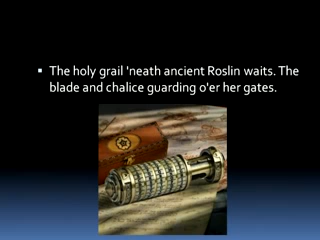 ▪ The holy grail 'neath ancient Roslin waits. The
blade and chalice guarding o'er her gates.